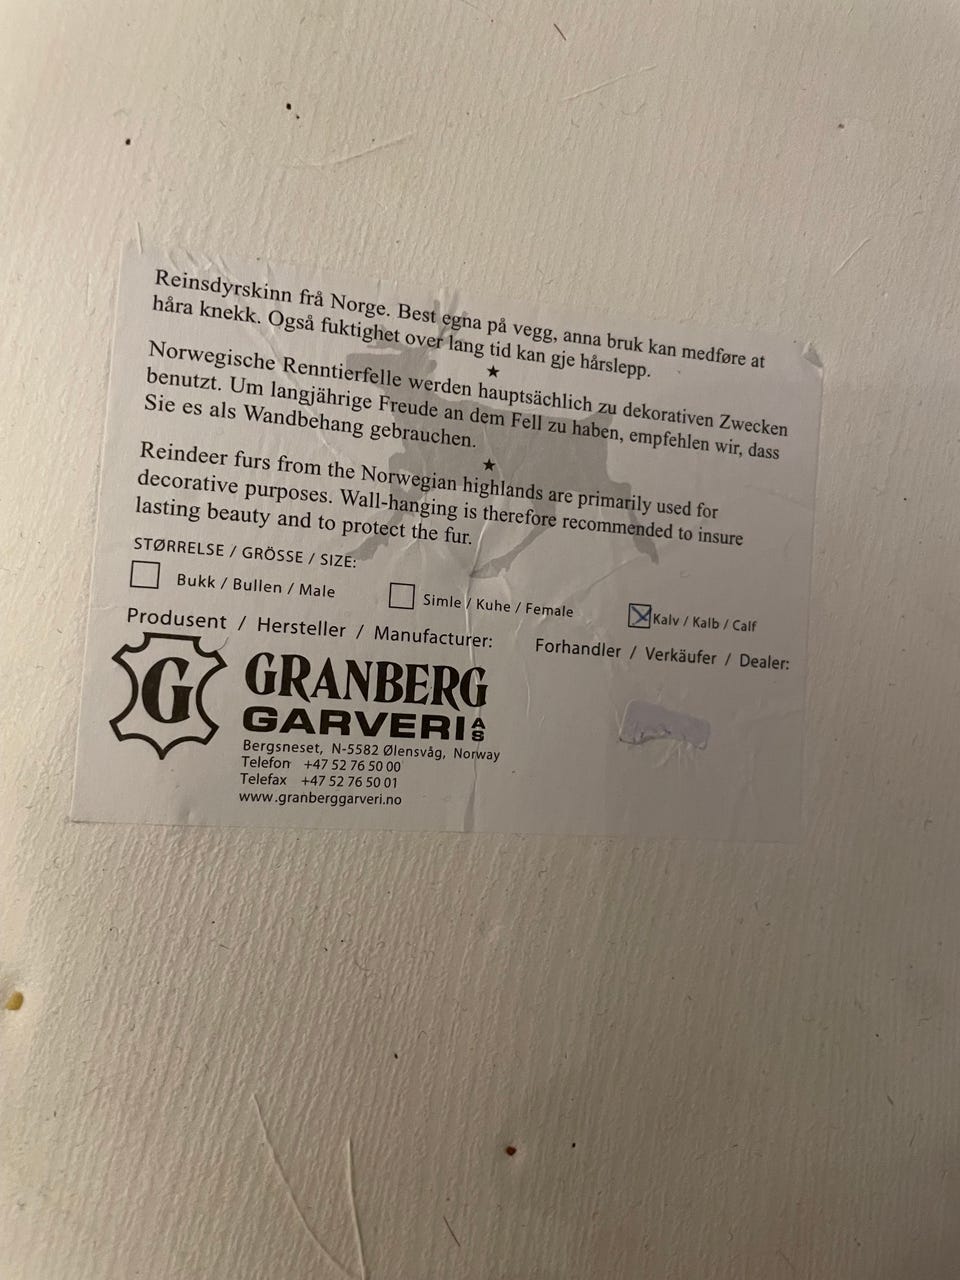 Reinsdyrskinn frå Norge. Best egna på vegg, anna bruk kan medføre at
håra knekk. Også fuktighet over lang tid kan gje hårslepp.
★
Norwegische Renntierfelle werden hauptsächlich zu dekorativen Zwecken
benutzt. Um langjährige Freude an dem Fell zu haben, empfehlen wir, dass
Sie es als Wandbehang gebrauchen.
★
Reindeer furs from the Norwegian highlands are primarily used for
decorative purposes. Wall-hanging is therefore recommended to insure
lasting beauty and to protect the fur.
STØRRELSE / GRÖSSE / SIZE:
Bukk / Bullen / Male Simle / Kuhe / Female Kalv / Kalb / Calf
Produsent / Hersteller / Manufacturer: Forhandler / Verkäufer / Dealer:
G GRANBERG
GARVERI AS
Bergsneset, N-5582 Ølensvåg, Norway
Telefon +47 52 76 50 00
Telefax +47 52 76 50 01
www.granberggarveri.no